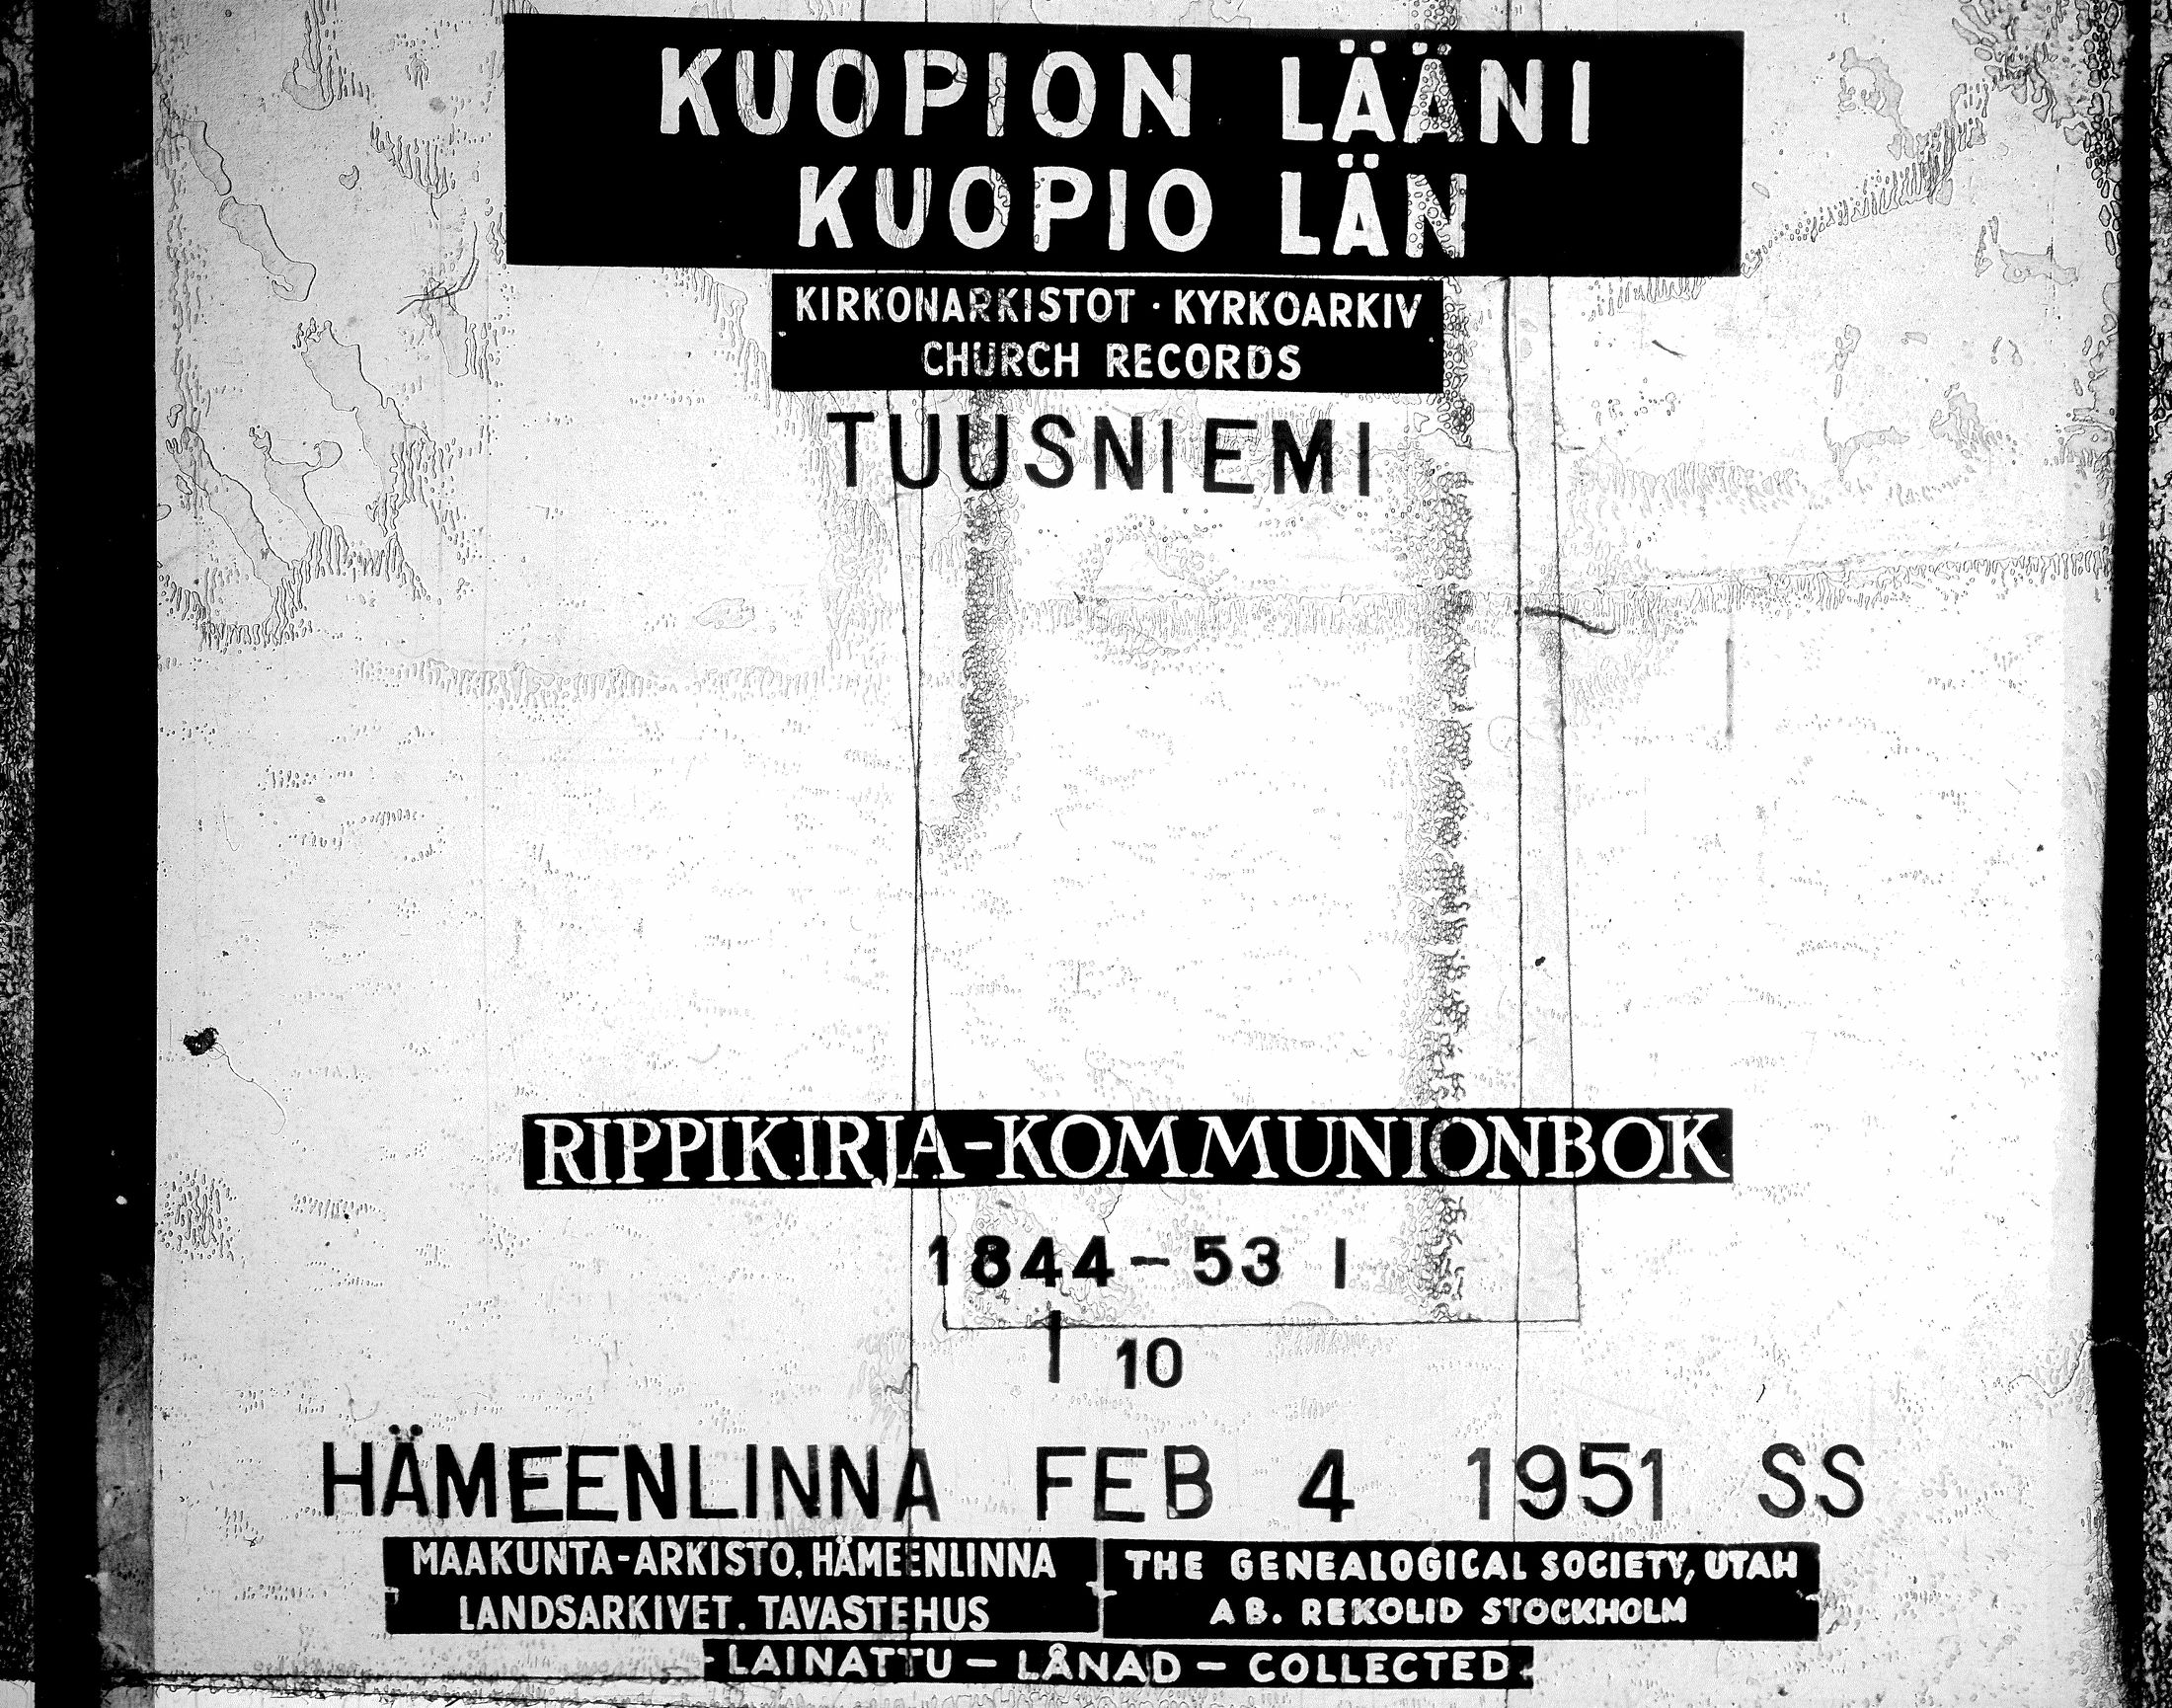 KUOPION LÄÄNI
KUOPIO LÄN
KIRKONARKISTOT · KYRKOARKIV
CHURCH RECORDS
TUUSNIEMI
RIPPIKIRJA-KOMMUNIONBOK
1844-53 I
I 10
HÄMEENLINNA FEB 4 1951 SS
MAAKUNTA-ARKISTO, HÄMEENLINNA
LANDSARKIVET. TAVASTEHUS
THE GENEALOGICAL SOCIETY, UTAH
AB. REKOLID STOCKHOLM
LAINATTU – LÅNAD – COLLECTED